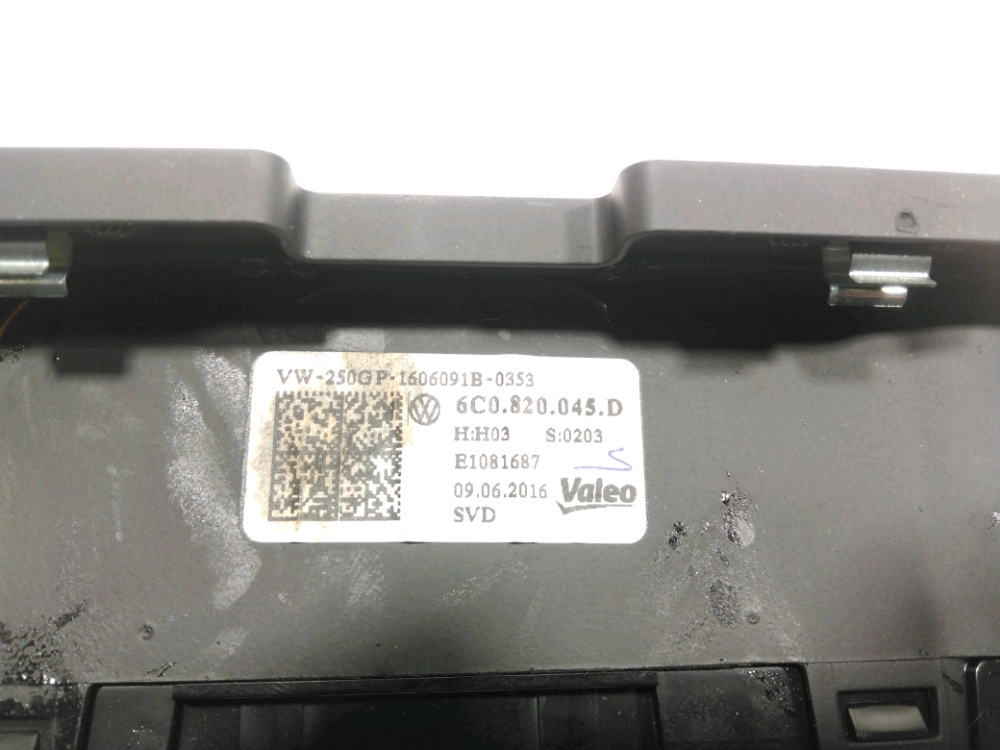 VW-250GP-1606091B-0353
6C0.820.045.D
H:H03 S:0203
E1081687
09.06.2016 Valeo
SVD